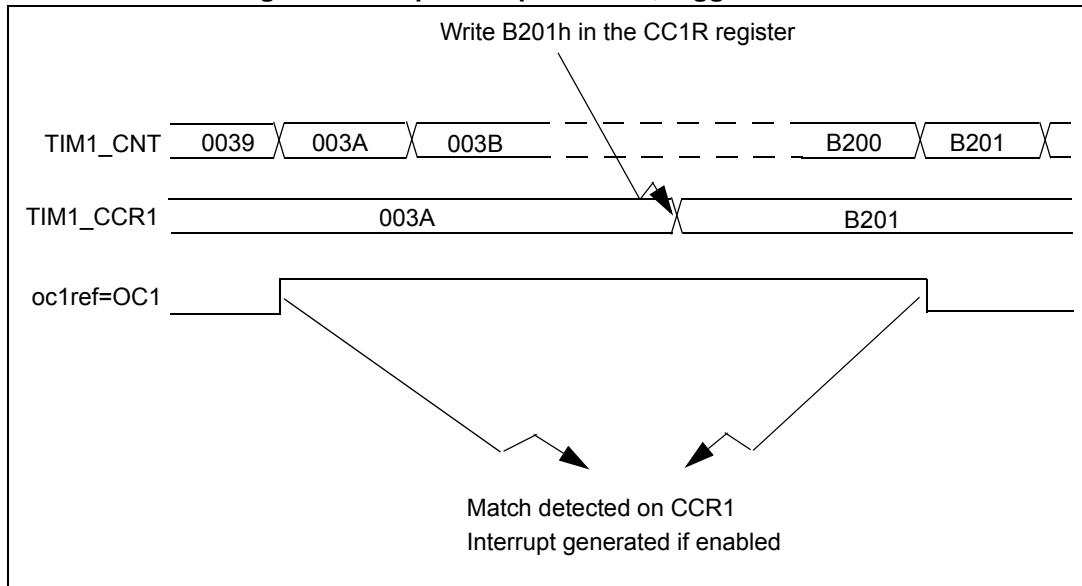 Write B201h in the CC1R register
TIM1_CNT 0039 003A 003B B200 B201
TIM1_CCR1 003A B201
oc1ref=OC1
Match detected on CCR1
Interrupt generated if enabled